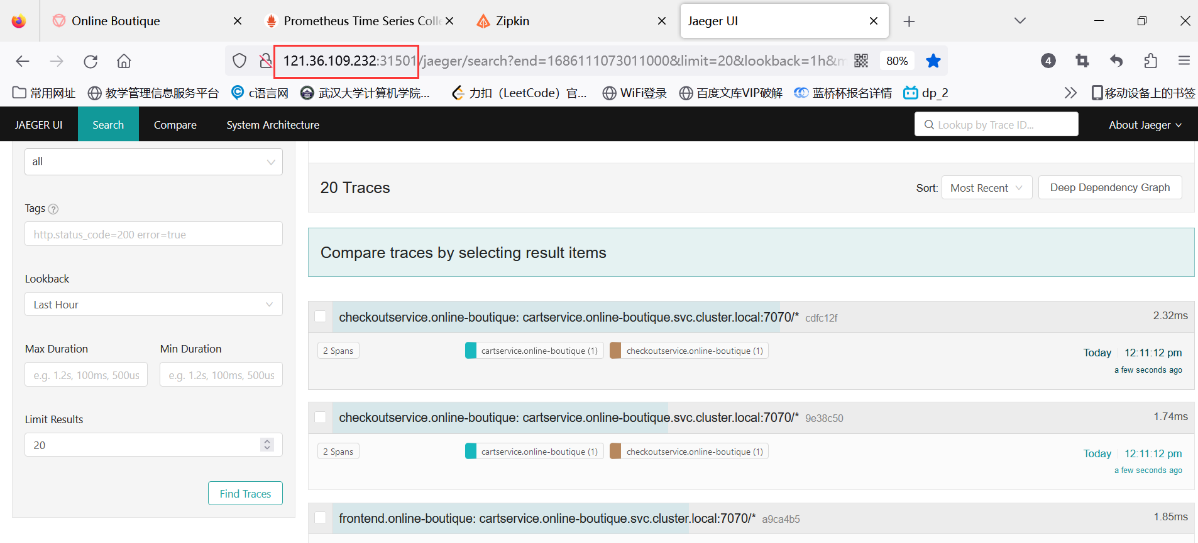 Online Boutique
Prometheus Time Series Coll
Zipkin
Jaeger UI
121.36.109.232:31501/jaeger/search?end=1686111073011000&limit=20&lookback=1h&m
80%
4
常用网址
教学管理信息服务平台
c语言网
武汉大学计算机学院...
力扣（LeetCode）官...
WiFi登录
百度文库VIP破解
蓝桥杯报名详情
dp_2
移动设备上的书签
JAEGER UI
Search
Compare
System Architecture
Lookup by Trace ID...
About Jaeger
all
Tags
http.status_code=200 error=true
Lookback
Last Hour
Max Duration
Min Duration
e.g. 1.2s, 100ms, 500us
e.g. 1.2s, 100ms, 500us
Limit Results
20
Find Traces
20 Traces
Sort:
Most Recent
Deep Dependency Graph
Compare traces by selecting result items
checkoutservice.online-boutique: cartservice.online-boutique.svc.cluster.local:7070/* cdfc12f
2.32ms
2 Spans
cartservice.online-boutique (1)
checkoutservice.online-boutique (1)
Today 12:11:12 pm
a few seconds ago
checkoutservice.online-boutique: cartservice.online-boutique.svc.cluster.local:7070/* 9e38c50
1.74ms
2 Spans
cartservice.online-boutique (1)
checkoutservice.online-boutique (1)
Today 12:11:12 pm
a few seconds ago
frontend.online-boutique: cartservice.online-boutique.svc.cluster.local:7070/* a9ca4b5
1.85ms